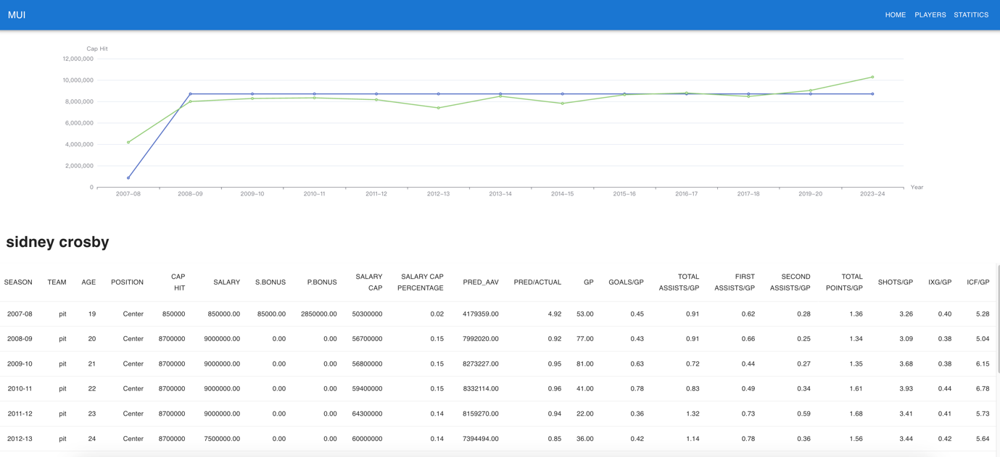 MUI HOME PLAYERS STATITICS
Cap Hit
12,000,000
10,000,000
8,000,000
6,000,000
4,000,000
2,000,000
0
Year
2007-08 2008-09 2009-10 2010-11 2011-12 2012-13 2013-14 2014-15 2015-16 2016-17 2017-18 2019-20 2023-24
sidney crosby
SEASON TEAM AGE POSITION CAP HIT SALARY S.BONUS P.BONUS SALARY CAP SALARY CAP PERCENTAGE PRED_AAV PRED/ACTUAL GP GOALS/GP TOTAL ASSISTS/GP FIRST ASSISTS/GP SECOND ASSISTS/GP TOTAL POINTS/GP SHOTS/GP IXG/GP ICF/GP
2007-08 pit 19 Center 850000 850000.00 85000.00 2850000.00 50300000 0.02 4179359.00 4.92 53.00 0.45 0.91 0.62 0.28 1.36 3.26 0.40 5.28
2008-09 pit 20 Center 8700000 9000000.00 0.00 0.00 56700000 0.15 7992020.00 0.92 77.00 0.43 0.91 0.66 0.25 1.34 3.09 0.38 5.04
2009-10 pit 21 Center 8700000 9000000.00 0.00 0.00 56800000 0.15 8273227.00 0.95 81.00 0.63 0.72 0.44 0.27 1.35 3.68 0.38 6.15
2010-11 pit 22 Center 8700000 9000000.00 0.00 0.00 59400000 0.15 8332114.00 0.96 41.00 0.78 0.83 0.49 0.34 1.61 3.93 0.44 6.78
2011-12 pit 23 Center 8700000 9000000.00 0.00 0.00 64300000 0.14 8159270.00 0.94 22.00 0.36 1.32 0.73 0.59 1.68 3.41 0.41 5.73
2012-13 pit 24 Center 8700000 7500000.00 0.00 0.00 60000000 0.14 7394494.00 0.85 36.00 0.42 1.14 0.78 0.36 1.56 3.44 0.42 5.64